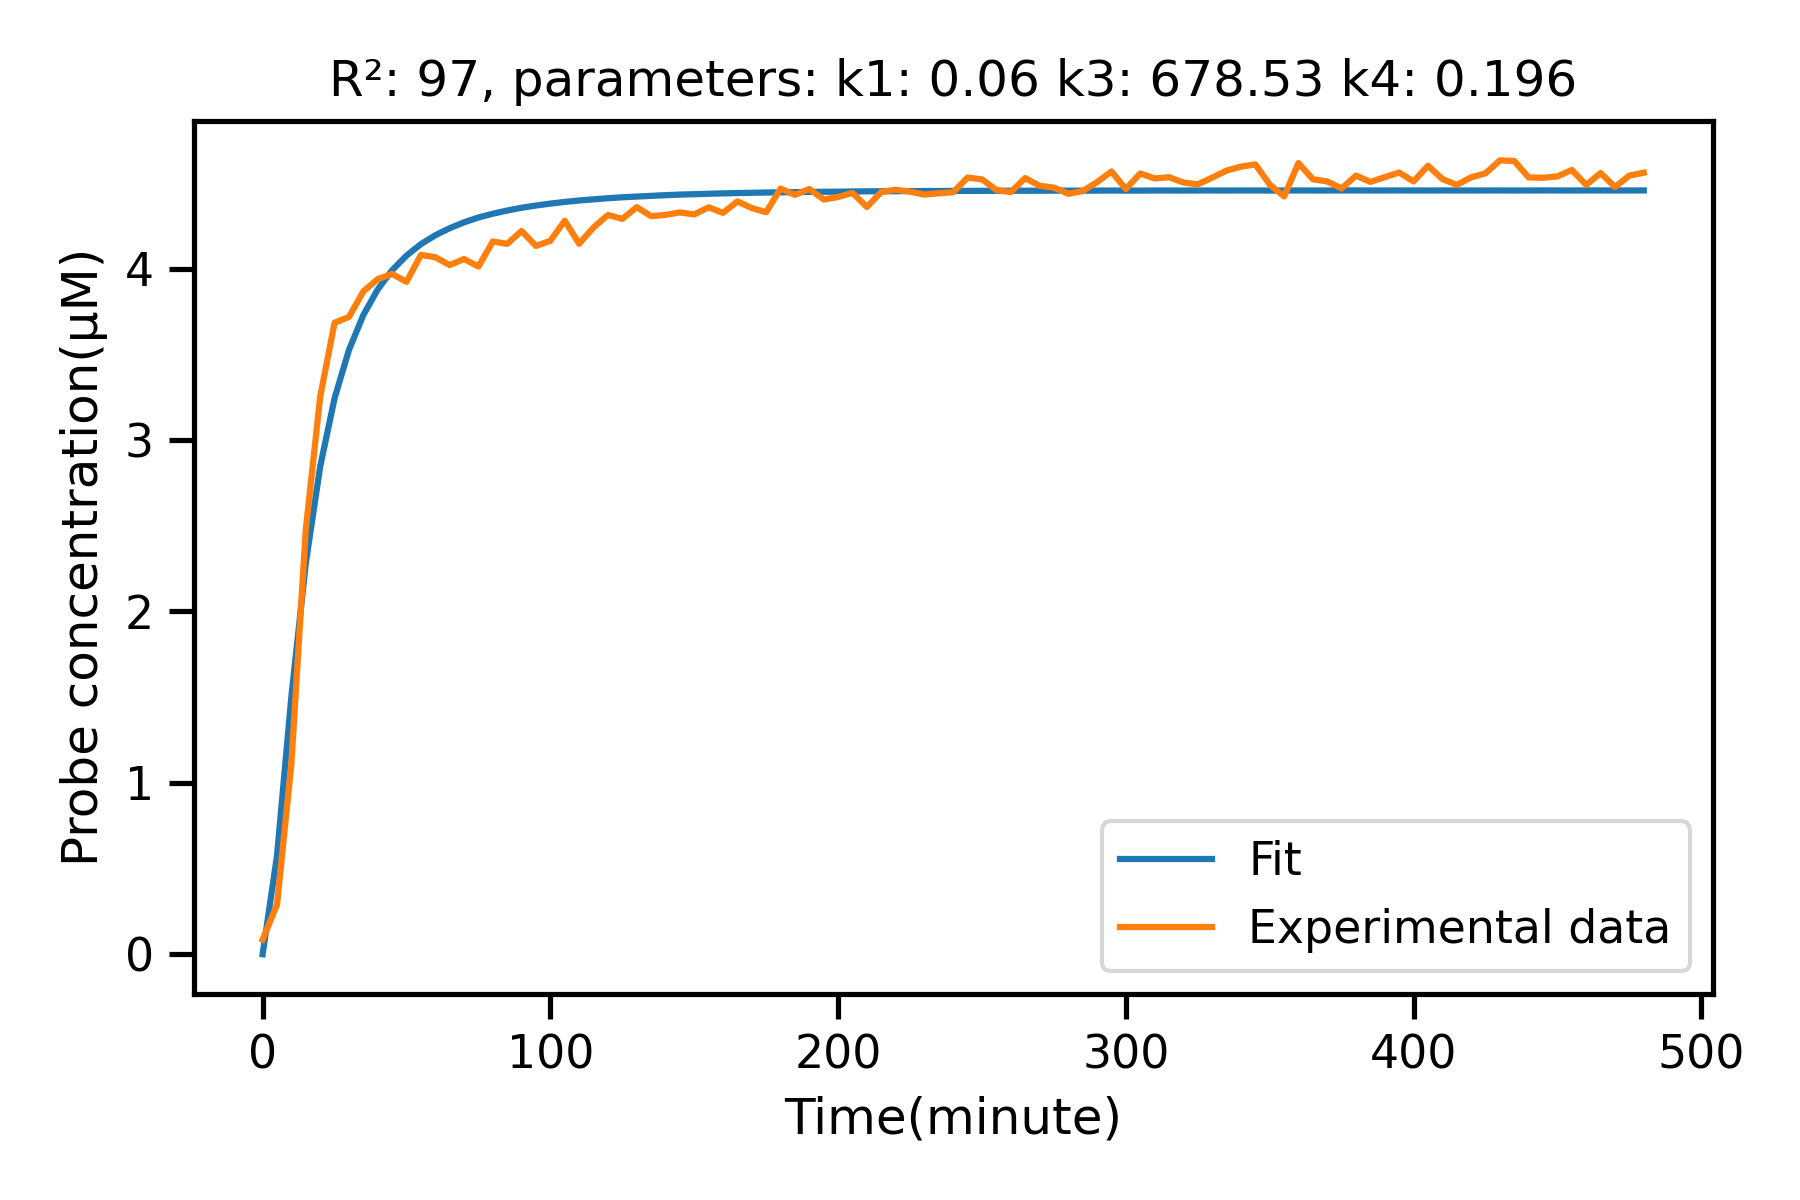 R²: 97, parameters: k1: 0.06 k3: 678.53 k4: 0.196
Probe concentration(μM)
4
3
2
1
0
Fit
Experimental data
0 100 200 300 400 500
Time(minute)